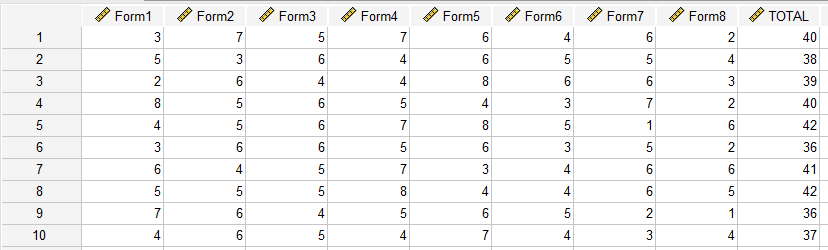 Form1 Form2 Form3 Form4 Form5 Form6 Form7 Form8 TOTAL
1 3 7 5 7 6 4 6 2 40
2 5 3 6 4 6 5 5 4 38
3 2 6 4 4 8 6 6 3 39
4 8 5 6 5 4 3 7 2 40
5 4 5 6 7 8 5 1 6 42
6 3 6 6 5 6 3 5 2 36
7 6 4 5 7 3 4 6 6 41
8 5 5 5 8 4 4 6 5 42
9 7 6 4 5 6 5 2 1 36
10 4 6 5 4 7 4 3 4 37